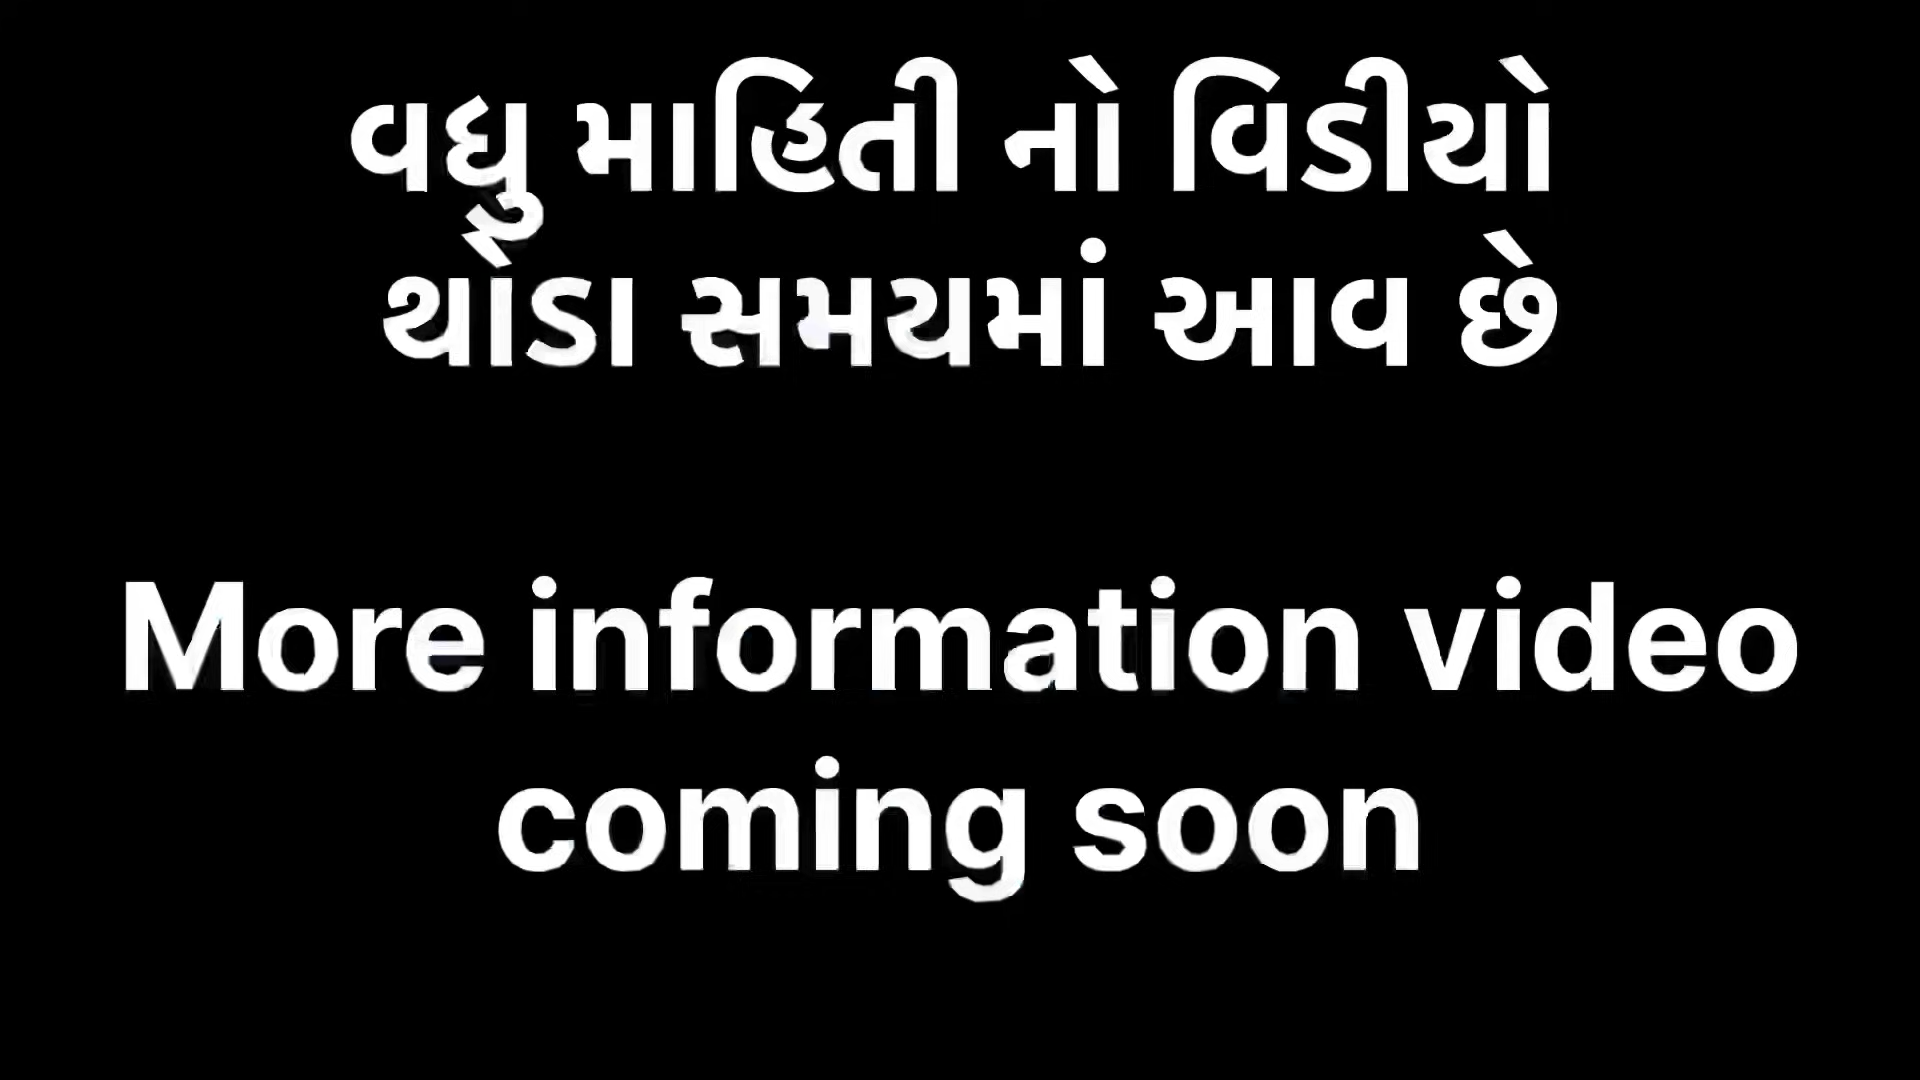 વધુ માહિતી નો વિડીયો
થોડા સમયમાં આવ છે
More information video
coming soon